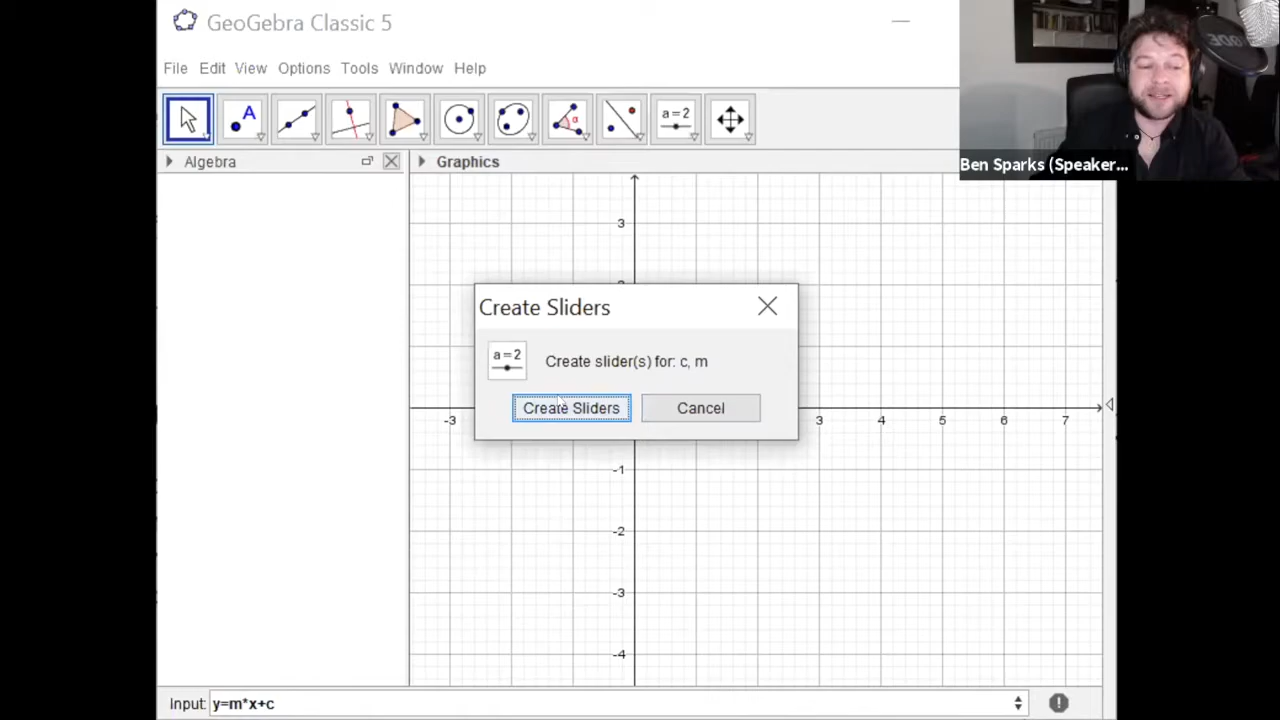 GeoGebra Classic 5
File Edit View Options Tools Window Help
A
α
a=2
Algebra
Graphics
Ben Sparks (Speaker...
3
Create Sliders
a=2
Create slider(s) for: c, m
Create Sliders
Cancel
-3
3
4
5
6
7
-1
-2
-3
-4
Input:
y=m*x+c